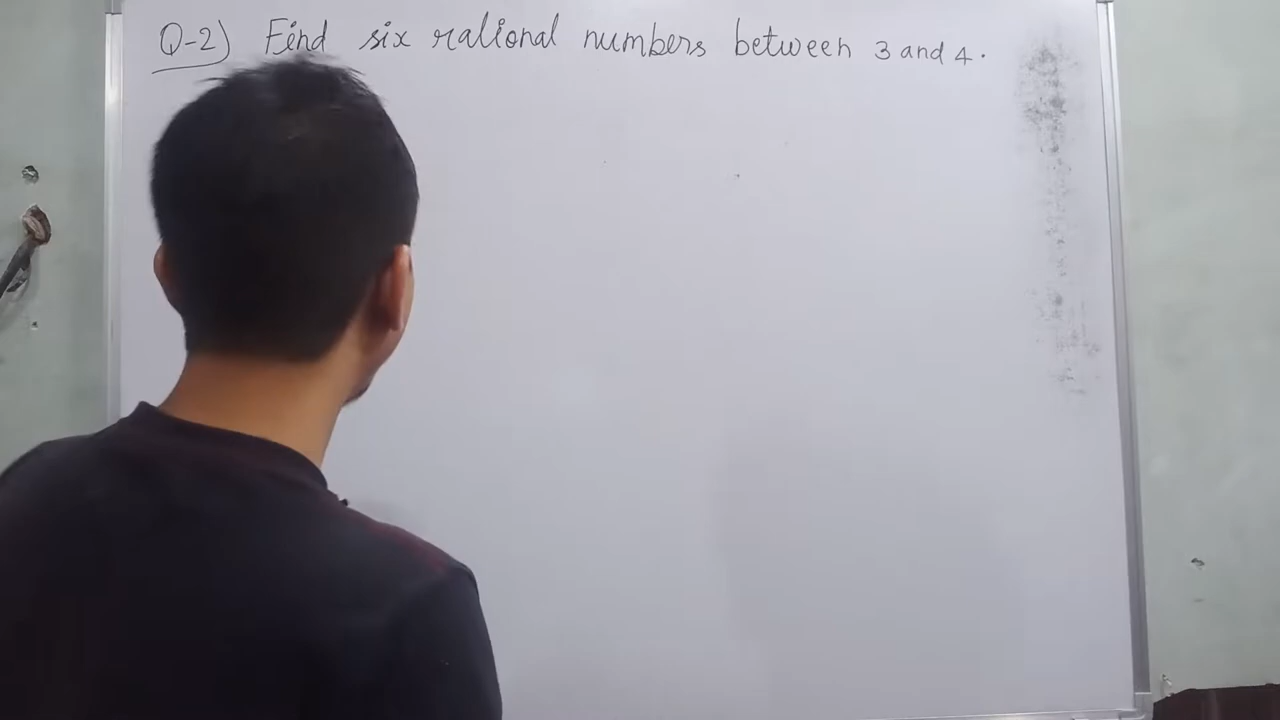 Q-2) Find six rational numbers between 3 and 4.